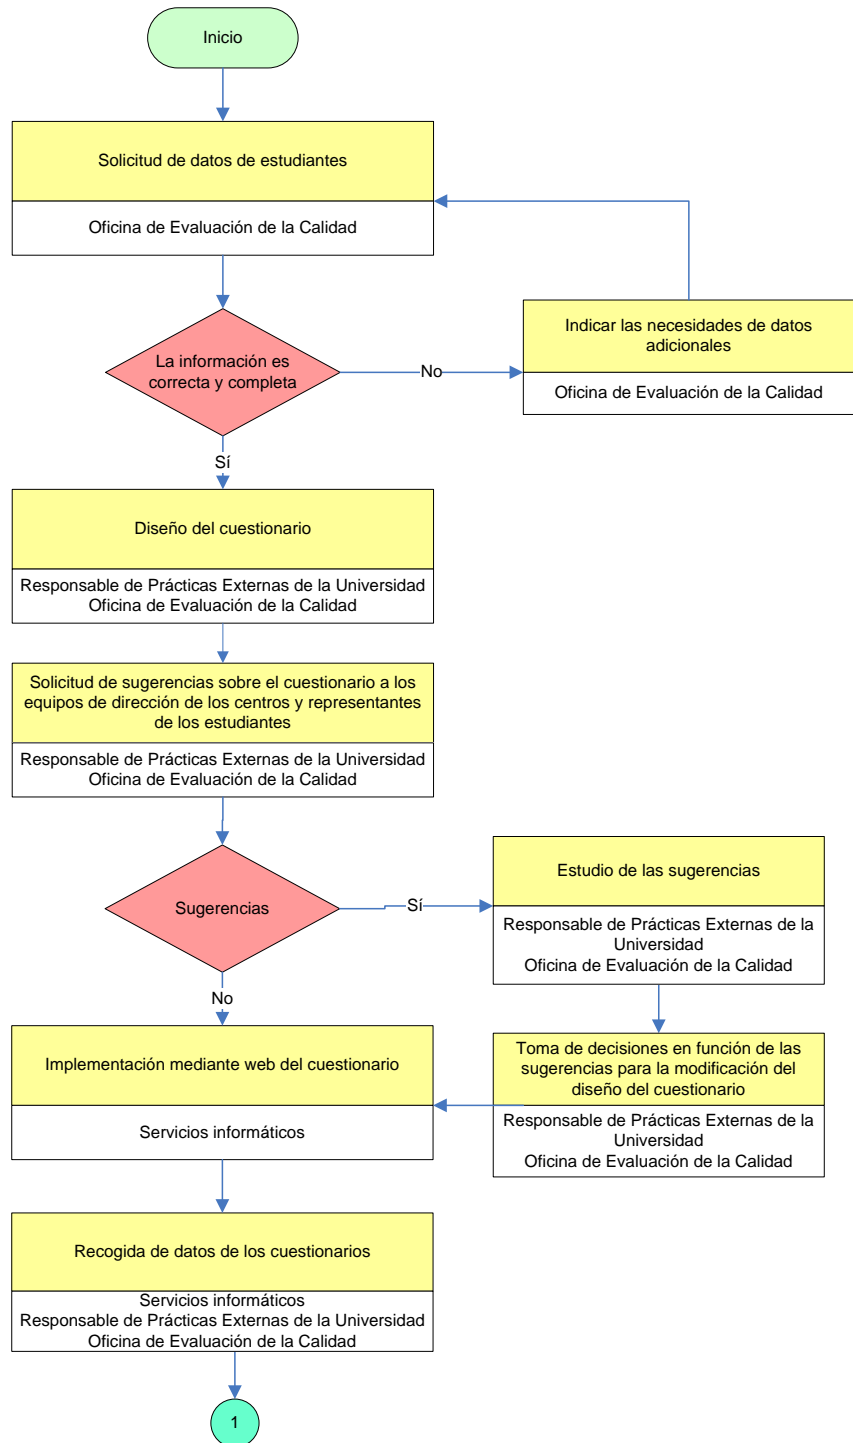 Inicio
Solicitud de datos de estudiantes
Oficina de Evaluación de la Calidad
La información es
correcta y completa
No
Indicar las necesidades de datos
adicionales
Oficina de Evaluación de la Calidad
Sí
Diseño del cuestionario
Responsable de Prácticas Externas de la Universidad
Oficina de Evaluación de la Calidad
Solicitud de sugerencias sobre el cuestionario a los
equipos de dirección de los centros y representantes
de los estudiantes
Responsable de Prácticas Externas de la Universidad
Oficina de Evaluación de la Calidad
Sugerencias
Sí
Estudio de las sugerencias
Responsable de Prácticas Externas de la
Universidad
Oficina de Evaluación de la Calidad
No
Toma de decisiones en función de las
sugerencias para la modificación del
diseño del cuestionario
Responsable de Prácticas Externas de la
Universidad
Oficina de Evaluación de la Calidad
Implementación mediante web del cuestionario
Servicios informáticos
Recogida de datos de los cuestionarios
Servicios informáticos
Responsable de Prácticas Externas de la Universidad
Oficina de Evaluación de la Calidad
1